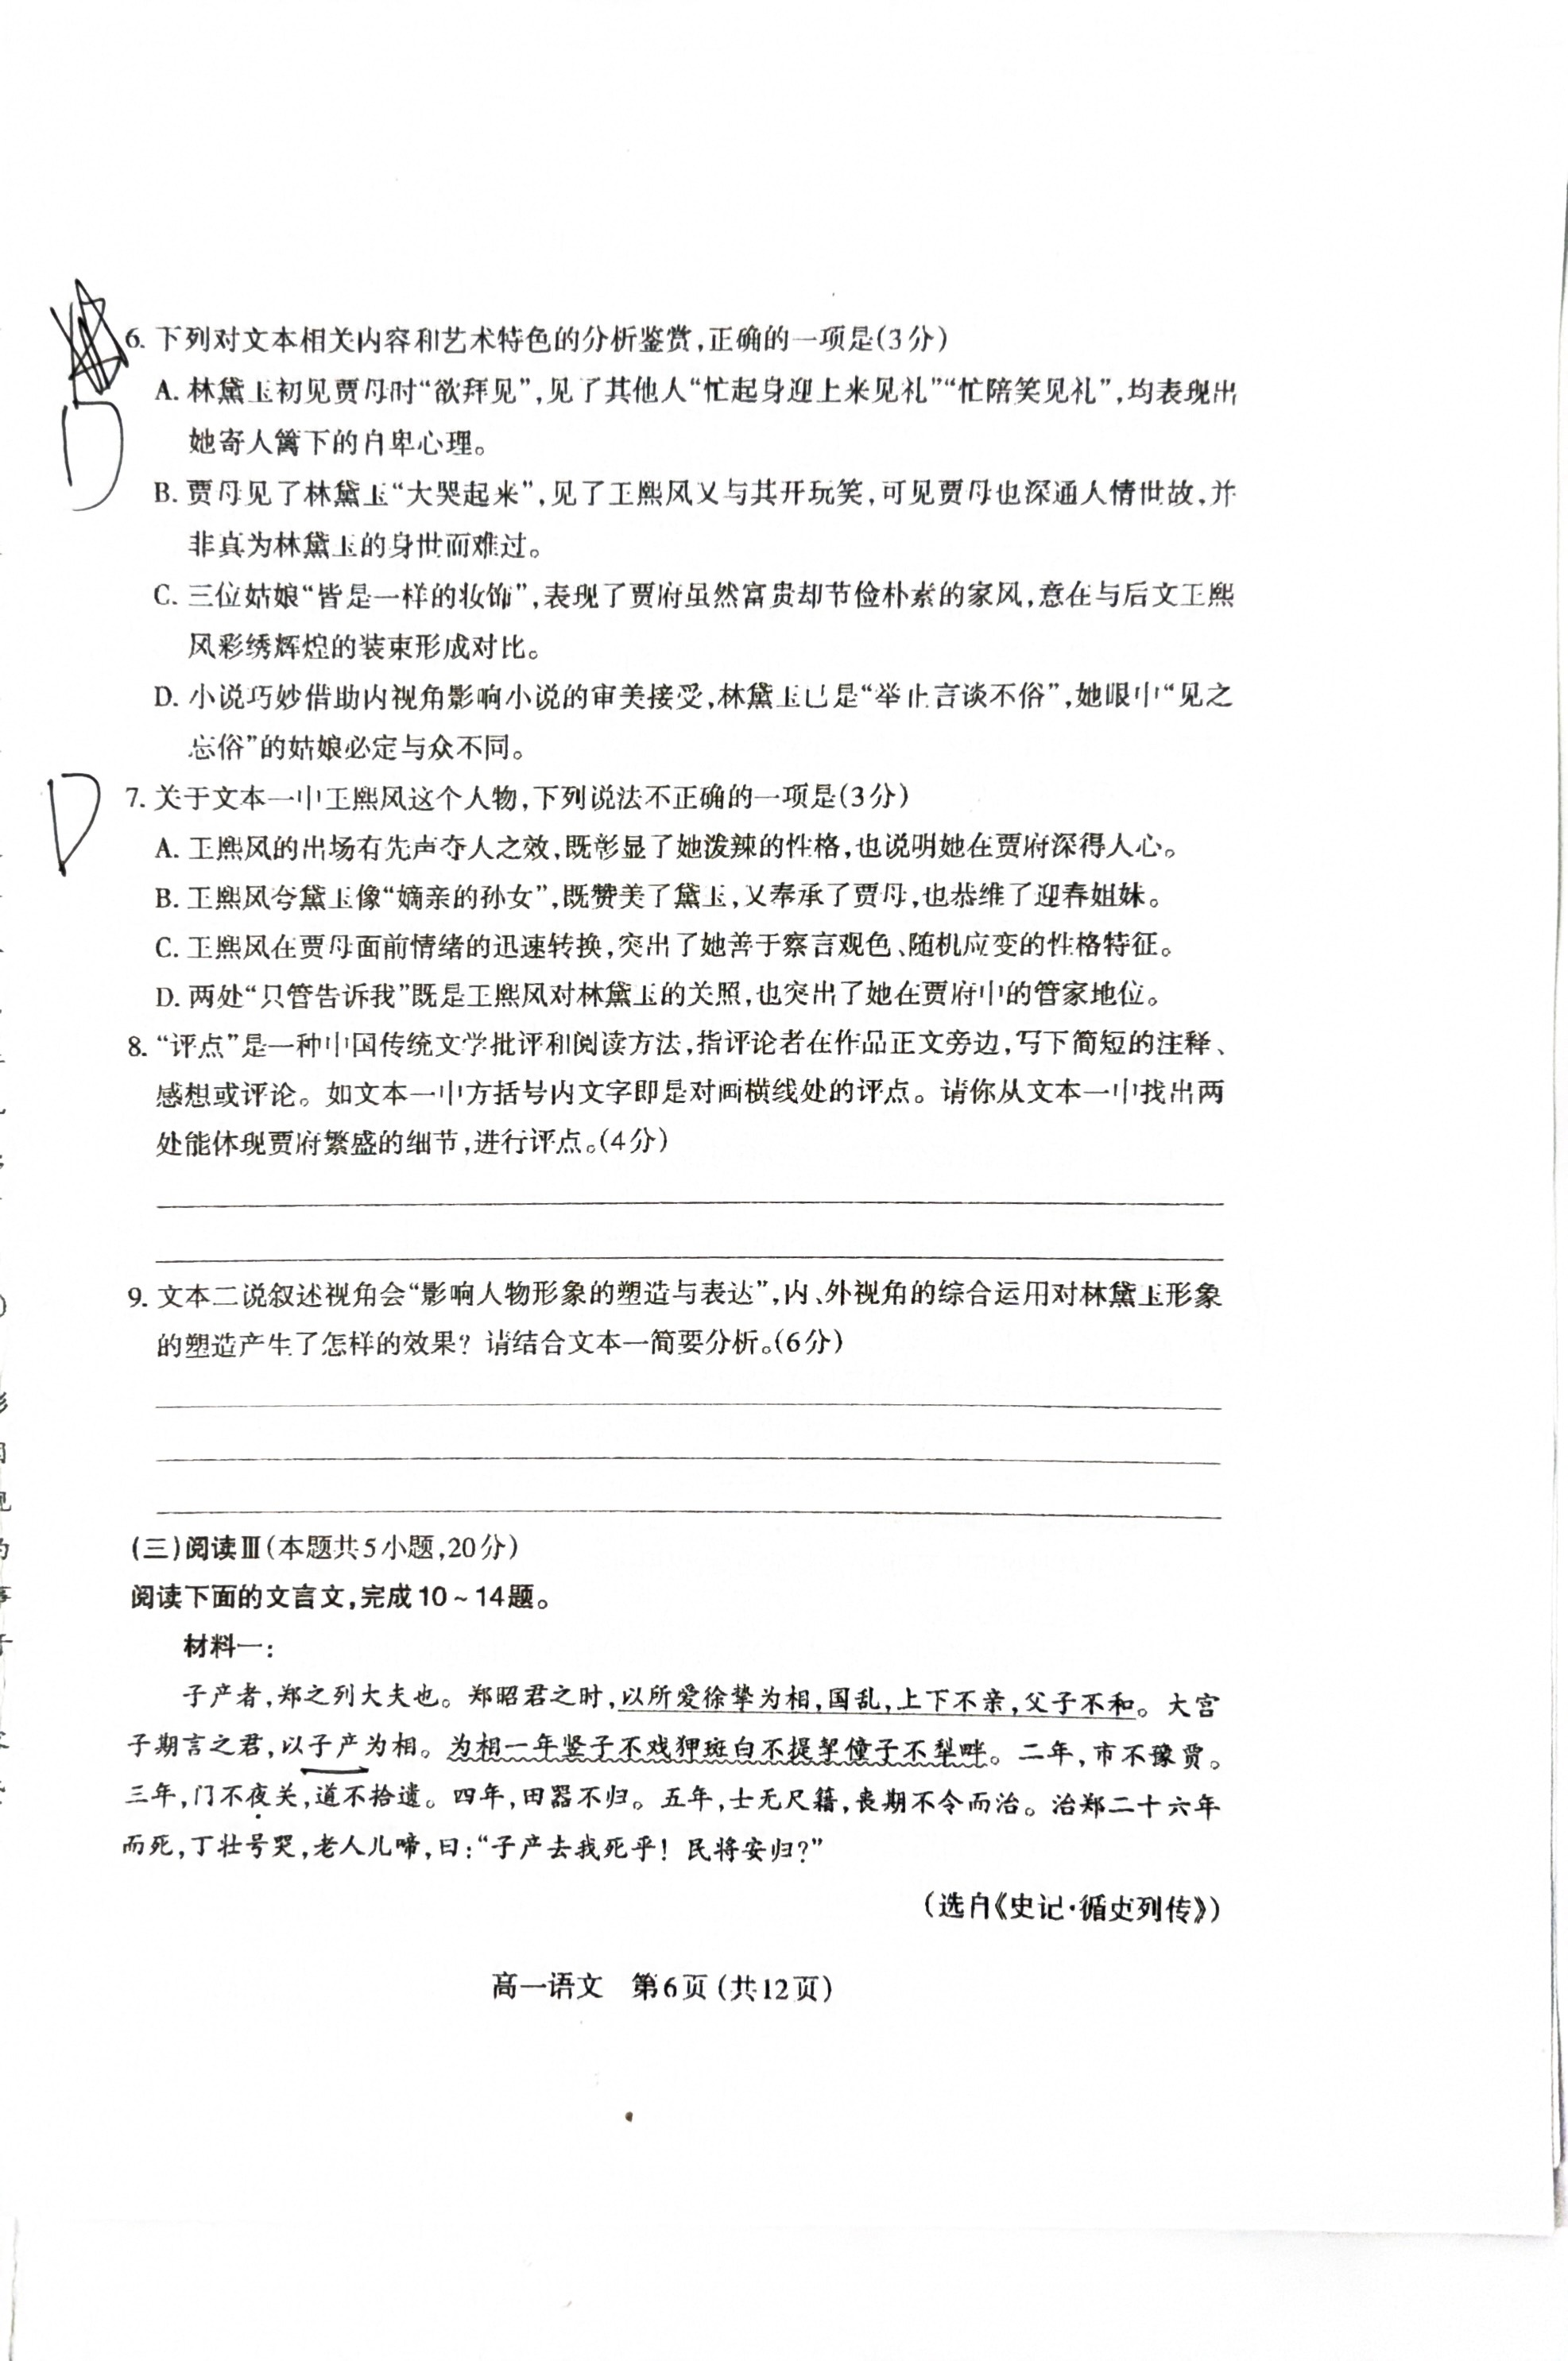 6. 下列对文本相关内容和艺术特色的分析鉴赏,正确的一项是(3分)
A. 林黛玉初见贾母时“欲拜见”,见了其他人“忙起身迎上来见礼”“忙陪笑见礼”,均表现出
她寄人篱下的自卑心理。
D
B. 贾母见了林黛玉“大哭起来”,见了王熙凤又与其开玩笑,可见贾母也深通人情世故,并
非真为林黛玉的身世而难过。
C. 三位姑娘“皆是一样的妆饰”,表现了贾府虽然富贵却节俭朴素的家风,意在与后文王熙
凤彩绣辉煌的装束形成对比。
D. 小说巧妙借助内视角影响小说的审美接受,林黛玉已是“举止言谈不俗”,她眼中“见之
忘俗”的姑娘必定与众不同。
D
7. 关于文本一中王熙凤这个人物,下列说法不正确的一项是(3分)
A. 王熙凤的出场有先声夺人之效,既彰显了她泼辣的性格,也说明她在贾府深得人心。
B. 王熙凤夸黛玉像“嫡亲的孙女”,既赞美了黛玉,又奉承了贾母,也恭维了迎春姐妹。
C. 王熙凤在贾母面前情绪的迅速转换,突出了她善于察言观色、随机应变的性格特征。
D. 两处“只管告诉我”既是王熙凤对林黛玉的关照,也突出了她在贾府中的管家地位。
8. “评点”是一种中国传统文学批评和阅读方法,指评论者在作品正文旁边,写下简短的注释、
感想或评论。如文本一中方括号内文字即是对画横线处的评点。请你从文本一中找出两
处能体现贾府繁盛的细节,进行评点。(4分)
9. 文本二说叙述视角会“影响人物形象的塑造与表达”,内、外视角的综合运用对林黛玉形象
的塑造产生了怎样的效果?请结合文本一简要分析。(6分)
(三)阅读Ⅲ(本题共5小题,20分)
阅读下面的文言文,完成10~14题。
材料一:
子产者,郑之列大夫也。郑昭君之时,以所爱徐挚为相,国乱,上下不亲,父子不和。大宫
子期言之君,以子产为相。为相一年竖子不戏狎斑白不提挈僮子不犁畔。二年,市不豫贾。
三年,门不夜关,道不拾遗。四年,田器不归。五年,士无尺籍,丧期不令而治。治郑二十六年
而死,丁壮号哭,老人儿啼,曰:“子产去我死乎!民将安归?”
(选自《史记·循吏列传》)
高一语文 第6页(共12页)